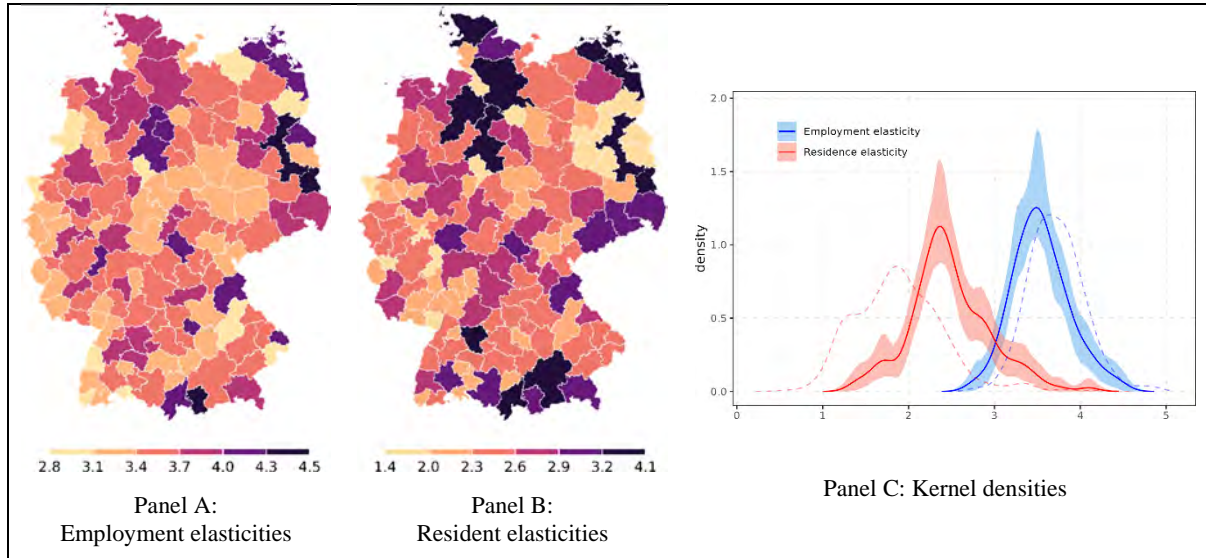 2.8 3.1 3.4 3.7 4.0 4.3 4.5
Panel A:
Employment elasticities
1.4 2.0 2.3 2.6 2.9 3.2 4.1
Panel B:
Resident elasticities
2.0
1.5
1.0
0.5
0.0
density
Employment elasticity
Residence elasticity
0 1 2 3 4 5
Panel C: Kernel densities